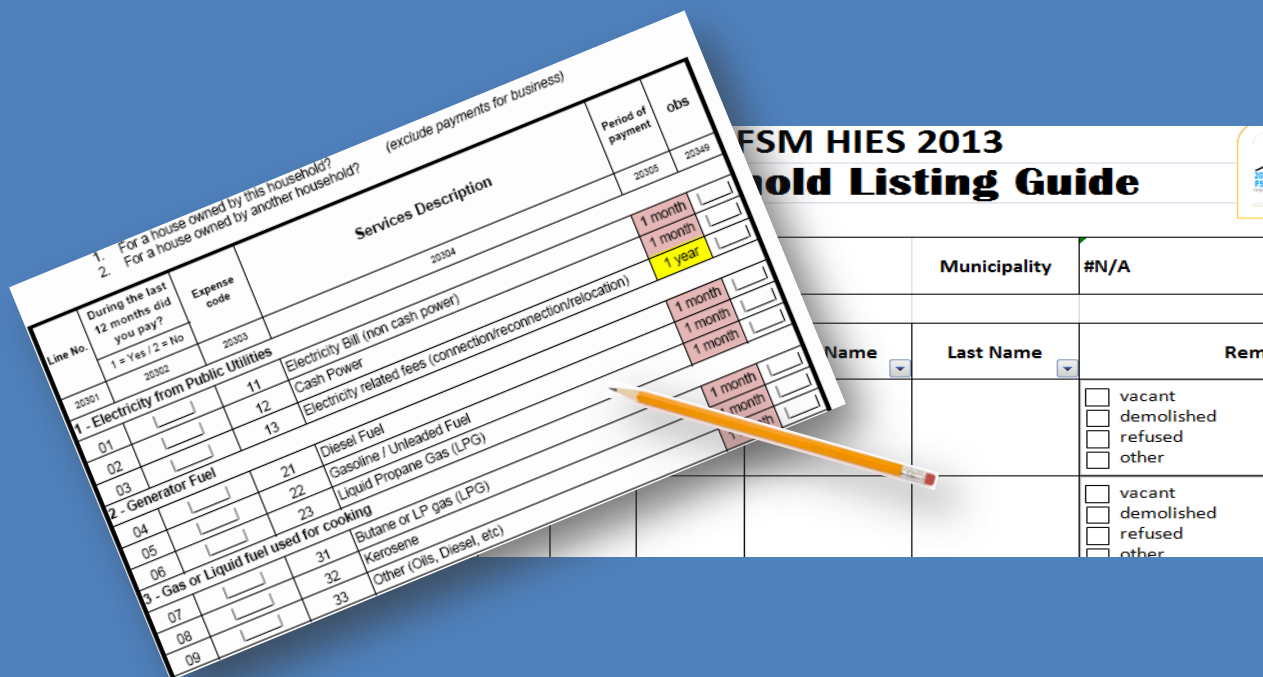 1. For a house owned by this household?
2. For a house owned by another household?
(exclude payments for business)
Line No.
During the last 12 months did you pay?
1 = Yes / 2 = No
Expense code
Services Description
Period of payment
obs
20301
20302
20303
20304
20305
20349
1 - Electricity from Public Utilities
01 11 Electricity Bill (non cash power) 1 month
02 12 Cash Power 1 month
03 13 Electricity related fees (connection/reconnection/relocation) 1 year
2 - Generator Fuel
04 21 Diesel Fuel 1 month
05 22 Gasoline / Unleaded Fuel 1 month
06 23 Liquid Propane Gas (LPG) 1 month
3 - Gas or Liquid fuel used for cooking
07 31 Butane or LP gas (LPG) 1 month
08 32 Kerosene month
09 33 Other (Oils, Diesel, etc)
FSM HIES 2013
old Listing Guide
Municipality #N/A
Name Last Name Rem
vacant
demolished
refused
other
vacant
demolished
refused
other